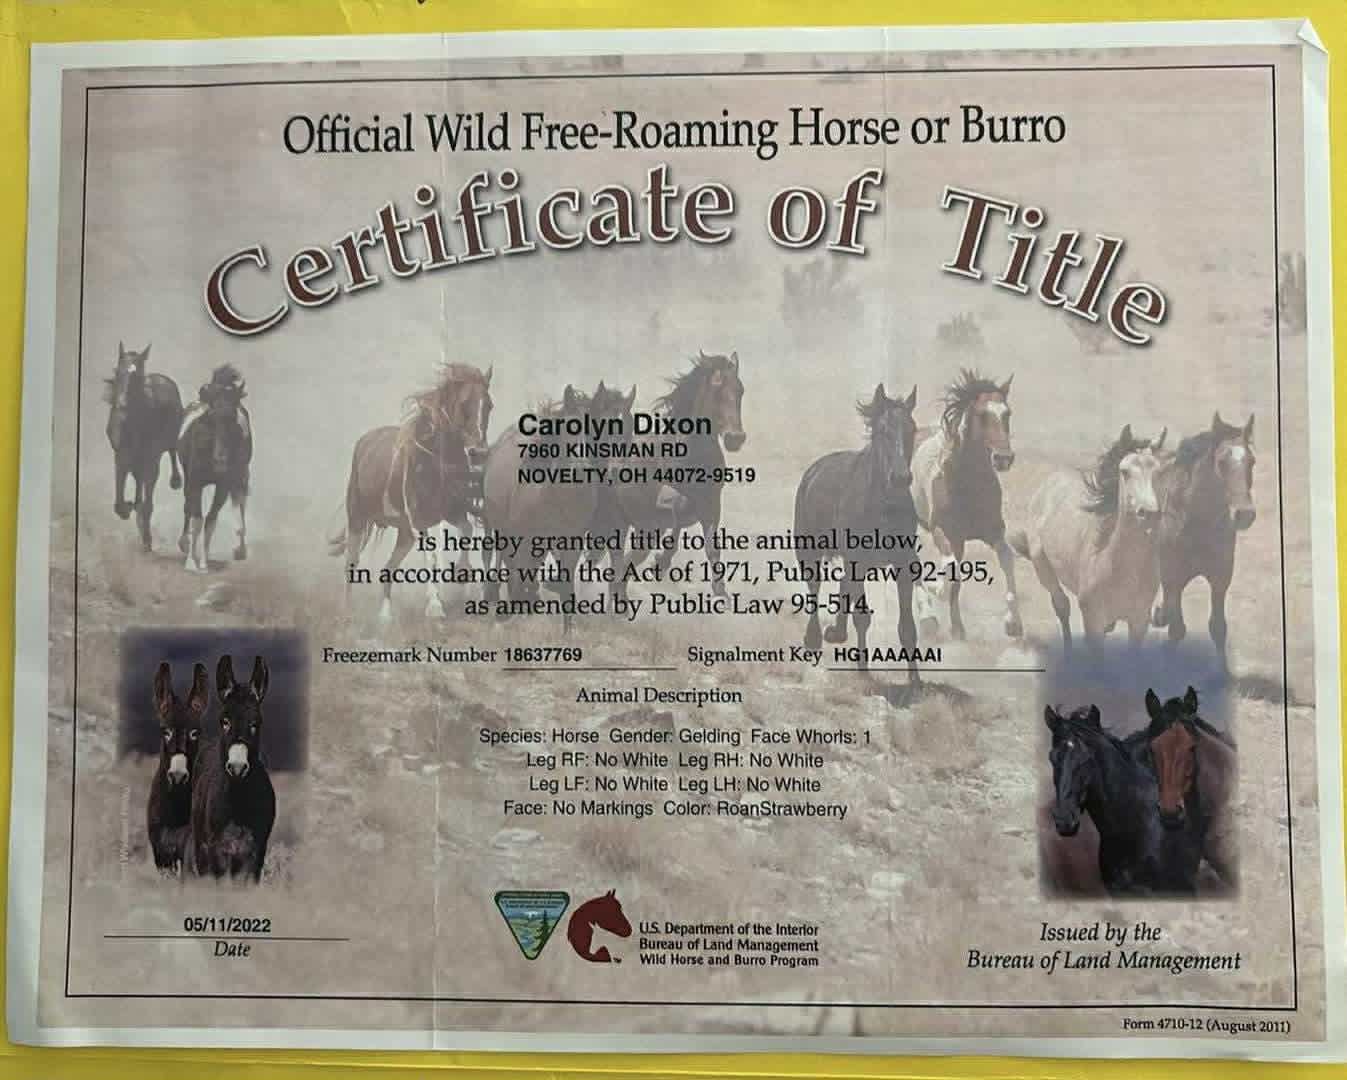 Official Wild Free-Roaming Horse or Burro
Certificate of Title
Carolyn Dixon
7960 KINSMAN RD
NOVELTY, OH 44072-9519
is hereby granted title to the animal below,
in accordance with the Act of 1971, Public Law 92-195,
as amended by Public Law 95-514.
Freezemark Number 18637769 Signalment Key HG1AAAAAI
Animal Description
Species: Horse Gender: Gelding Face Whorls: 1
Leg RF: No White Leg RH: No White
Leg LF: No White Leg LH: No White
Face: No Markings Color: RoanStrawberry
05/11/2022
Date
U.S. Department of the Interior
Bureau of Land Management
Wild Horse and Burro Program
Issued by the
Bureau of Land Management
Form 4710-12 (August 2011)